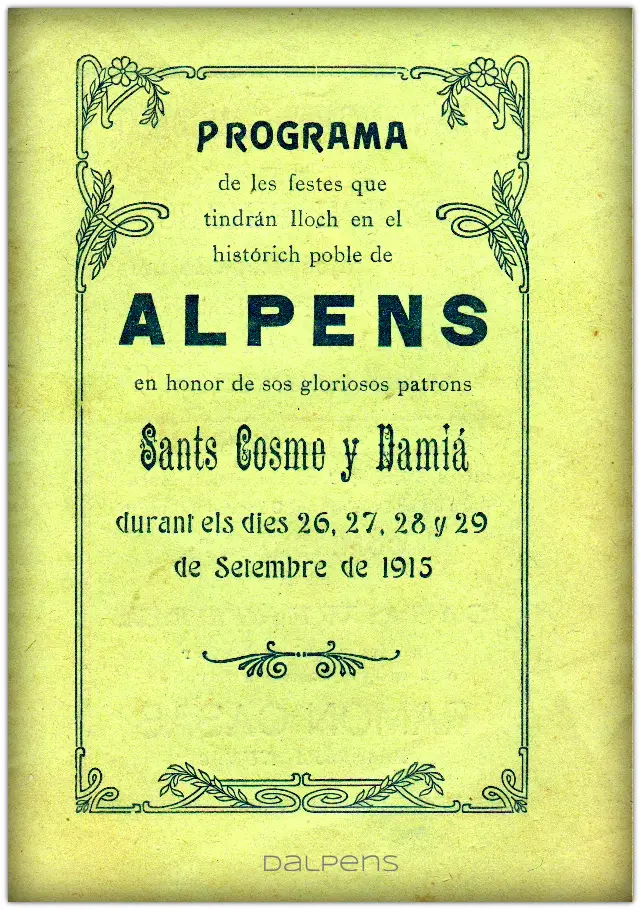 PROGRAMA
de les festes que
tindrán lloch en el
histórich poble de
ALPENS
en honor de sos gloriosos patrons
Sants Cosme y Damiá
durant els dies 26, 27, 28 y 29
de Setembre de 1915
DALPENS